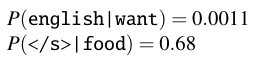 P(english|want) = 0.0011
P(</s>|food) = 0.68